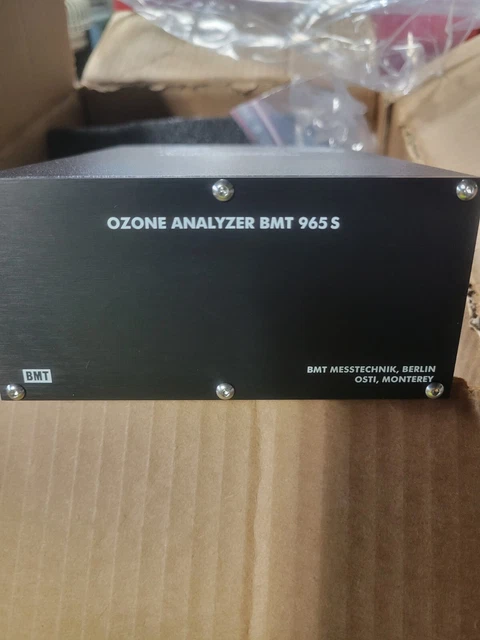 OZONE ANALYZER BMT 965 S
BMT
BMT MESSTECHNIK, BERLIN
OSTI, MONTEREY